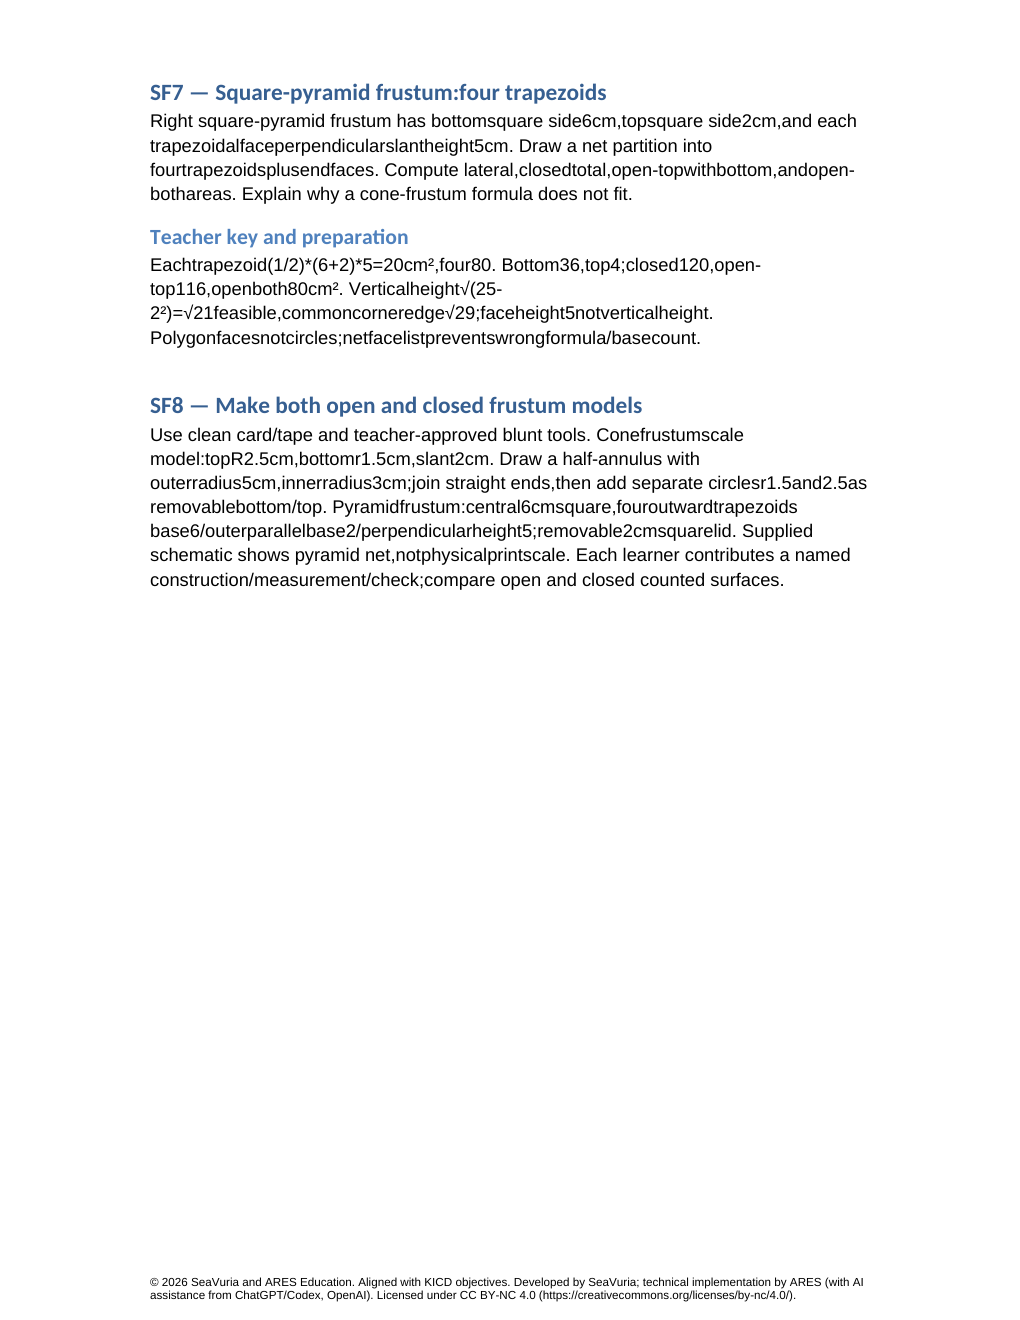 SF7 — Square-pyramid frustum:four trapezoids
Right square-pyramid frustum has bottomsquare side6cm,topsquare side2cm,and each
trapezoidalfaceperpendicularslantheight5cm. Draw a net partition into
fourtrapezoidsplusendfaces. Compute lateral,closedtotal,open-topwithbottom,andopen-
bothareas. Explain why a cone-frustum formula does not fit.
Teacher key and preparation
Eachtrapezoid(1/2)*(6+2)*5=20cm²,four80. Bottom36,top4;closed120,open-
top116,openboth80cm². Verticalheight√(25-
2²)=√21feasible,commoncorneredge√29;faceheight5notverticalheight.
Polygonfacesnotcircles;netfacelistpreventswrongformula/basecount.
SF8 — Make both open and closed frustum models
Use clean card/tape and teacher-approved blunt tools. Conefrustumscale
model:topR2.5cm,bottomr1.5cm,slant2cm. Draw a half-annulus with
outerradius5cm,innerradius3cm;join straight ends,then add separate circlesr1.5and2.5as
removablebottom/top. Pyramidfrustum:central6cmsquare,fouroutwardtrapezoids
base6/outerparallelbase2/perpendicularheight5;removable2cmsquarelid. Supplied
schematic shows pyramid net,notphysicalprintscale. Each learner contributes a named
construction/measurement/check;compare open and closed counted surfaces.
© 2026 SeaVuria and ARES Education. Aligned with KICD objectives. Developed by SeaVuria; technical implementation by ARES (with AI
assistance from ChatGPT/Codex, OpenAI). Licensed under CC BY-NC 4.0 (https://creativecommons.org/licenses/by-nc/4.0/).